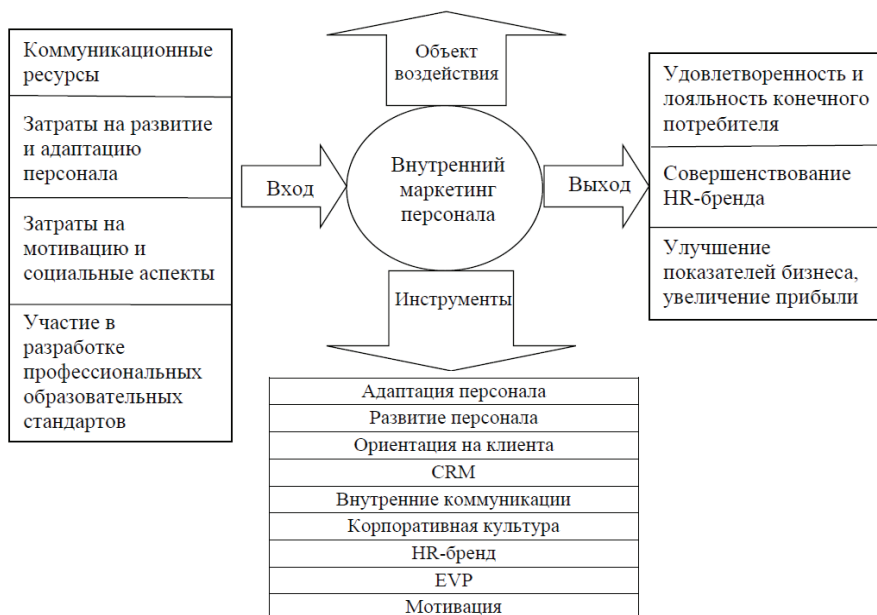 Коммуникационные
ресурсы
Затраты на развитие
и адаптацию
персонала
Затраты на
мотивацию и
социальные аспекты
Участие в
разработке
профессиональных
образовательных
стандартов
Вход
Объект
воздействия
Внутренний
маркетинг
персонала
Инструменты
Выход
Удовлетворенность и
лояльность конечного
потребителя
Совершенствование
HR-бренда
Улучшение
показателей бизнеса,
увеличение прибыли
Адаптация персонала
Развитие персонала
Ориентация на клиента
CRM
Внутренние коммуникации
Корпоративная культура
HR-бренд
EVP
Мотивация